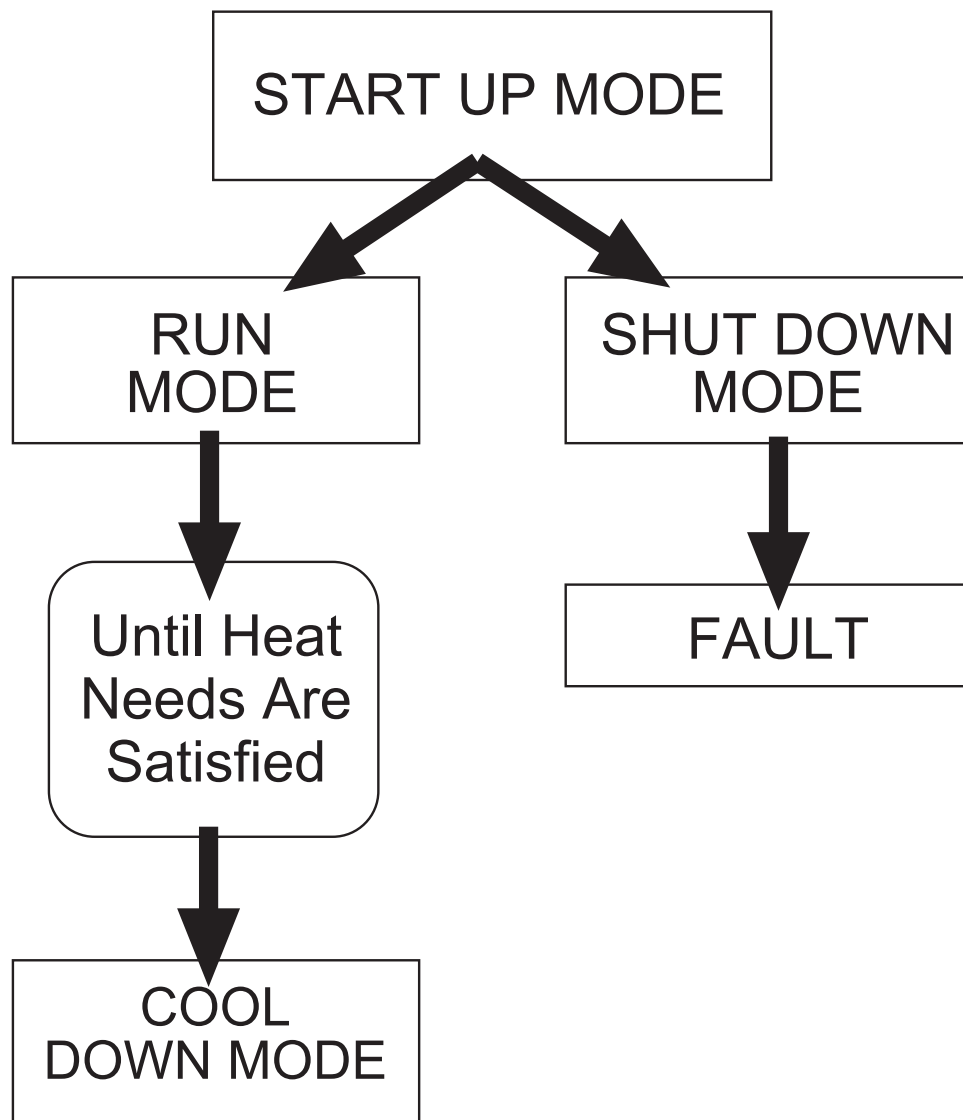 START UP MODE
RUN
MODE
SHUT DOWN
MODE
Until Heat
Needs Are
Satisfied
FAULT
COOL
DOWN MODE